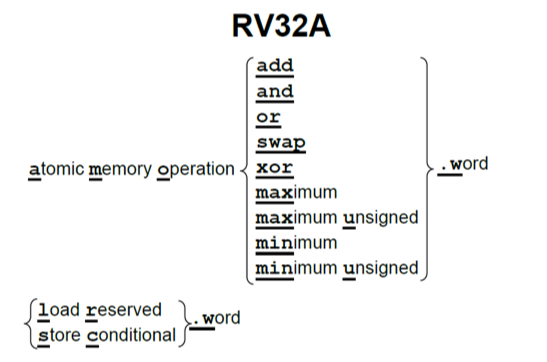 RV32A
add
and
or
swap
atomic memory operation xor .word
maximum
maximum unsigned
minimum
minimum unsigned
load reserved
store conditional
.word